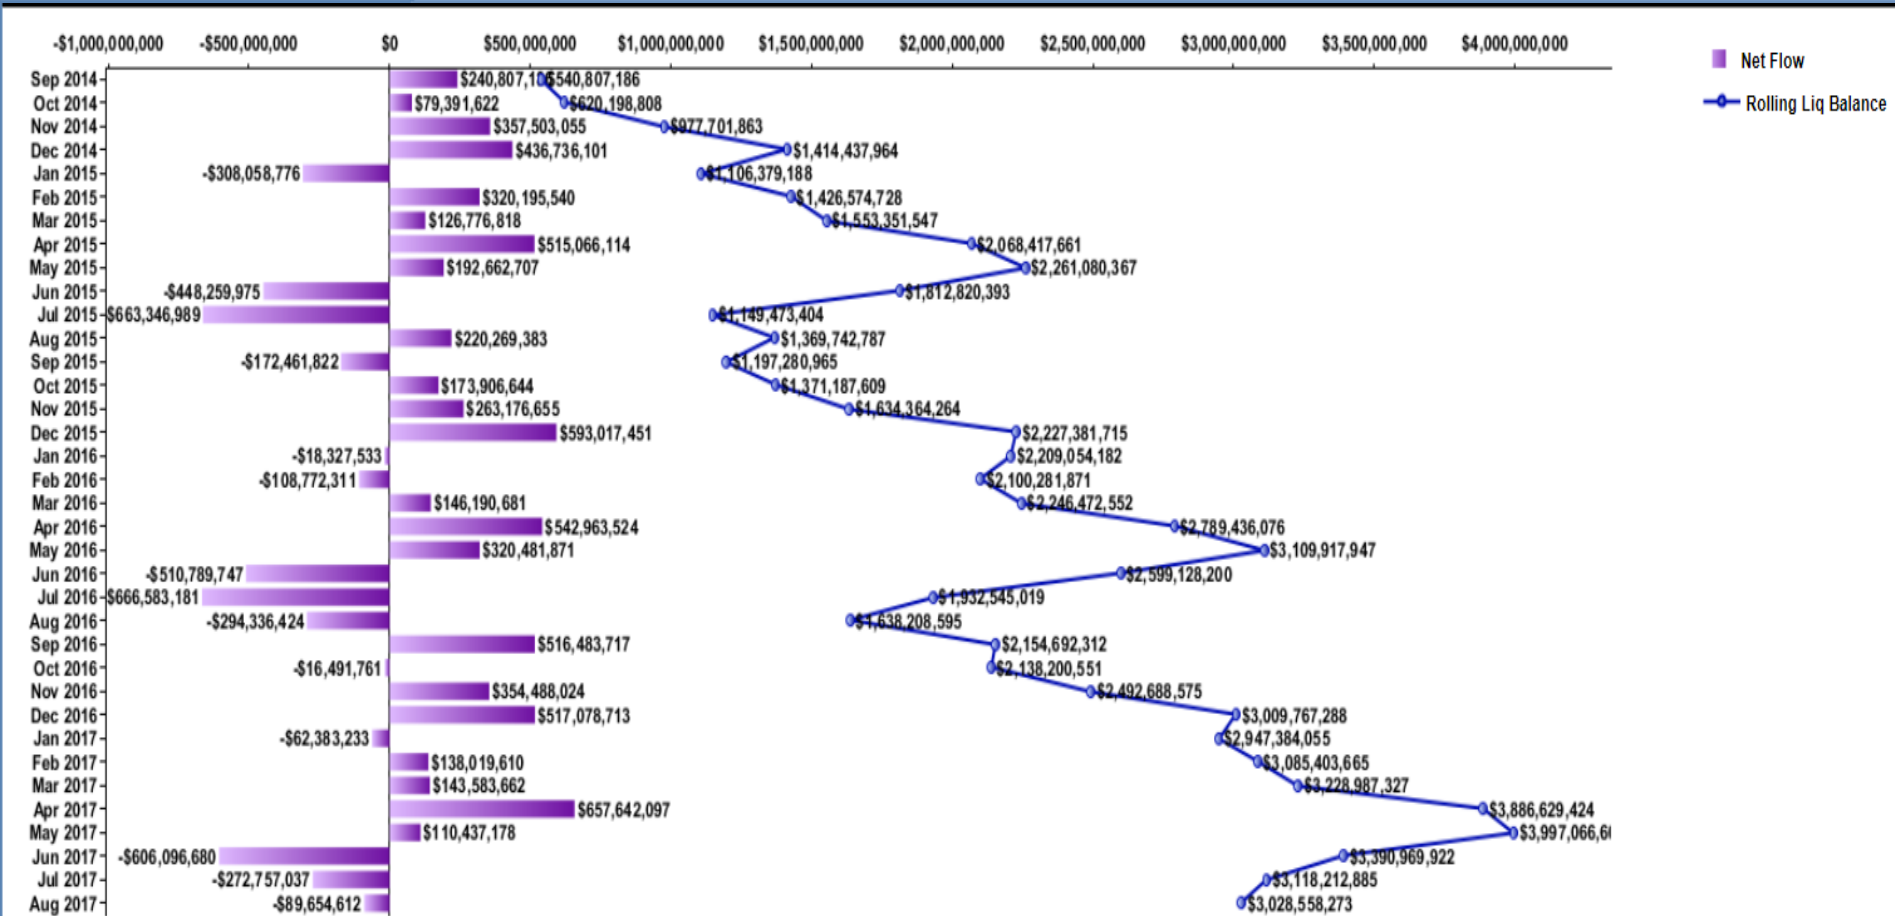 -$1,000,000,000 -$500,000,000 $0 $500,000,000 $1,000,000,000 $1,500,000,000 $2,000,000,000 $2,500,000,000 $3,000,000,000 $3,500,000,000 $4,000,000,000
Net Flow
Rolling Liq Balance
Sep 2014 $540,807,186
Oct 2014 $79,391,622 $620,198,808
Nov 2014 $357,503,055 $977,701,863
Dec 2014 $436,736,101 $1,414,437,964
Jan 2015 -$308,058,776 $1,106,379,188
Feb 2015 $320,195,540 $1,426,574,728
Mar 2015 $126,776,818 $1,553,351,547
Apr 2015 $515,066,114 $2,068,417,661
May 2015 $192,662,707 $2,261,080,367
Jun 2015 -$448,259,975 $1,812,820,393
Jul 2015 $663,346,989 $1,149,473,404
Aug 2015 $220,269,383 $1,369,742,787
Sep 2015 -$172,461,822 $1,197,280,965
Oct 2015 $173,906,644 $1,371,187,609
Nov 2015 $263,176,655 $1,634,364,264
Dec 2015 $593,017,451 $2,227,381,715
Jan 2016 -$18,327,533 $2,209,054,182
Feb 2016 -$108,772,311 $2,100,281,871
Mar 2016 $146,190,681 $2,246,472,552
Apr 2016 $542,963,524 $2,789,436,076
May 2016 $320,481,871 $3,109,917,947
Jun 2016 -$510,789,747 $2,599,128,200
Jul 2016 $666,583,181 $1,932,545,019
Aug 2016 -$294,336,424 $1,638,208,595
Sep 2016 $516,483,717 $2,154,692,312
Oct 2016 -$16,491,761 $2,138,200,551
Nov 2016 $354,488,024 $2,492,688,575
Dec 2016 $517,078,713 $3,009,767,288
Jan 2017 -$62,383,233 $2,947,384,055
Feb 2017 $138,019,610 $3,085,403,665
Mar 2017 $143,583,662 $3,228,987,327
Apr 2017 $657,642,097 $3,886,629,424
May 2017 $110,437,178
Jun 2017 -$606,096,680 $3,390,969,922
Jul 2017 -$272,757,037 $3,118,212,885
Aug 2017 -$89,654,612 $3,028,558,273